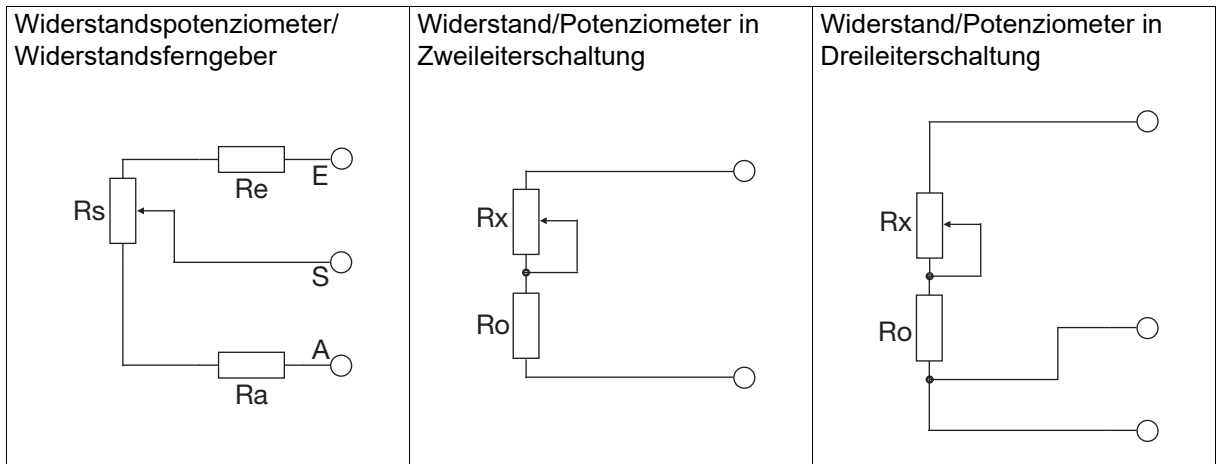 Widerstandspotenziometer/
Widerstandsferngeber
Re
E
Rs
S
A
Ra
Widerstand/Potenziometer in
Zweileiterschaltung
Rx
Ro
Widerstand/Potenziometer in
Dreileiterschaltung
Rx
Ro